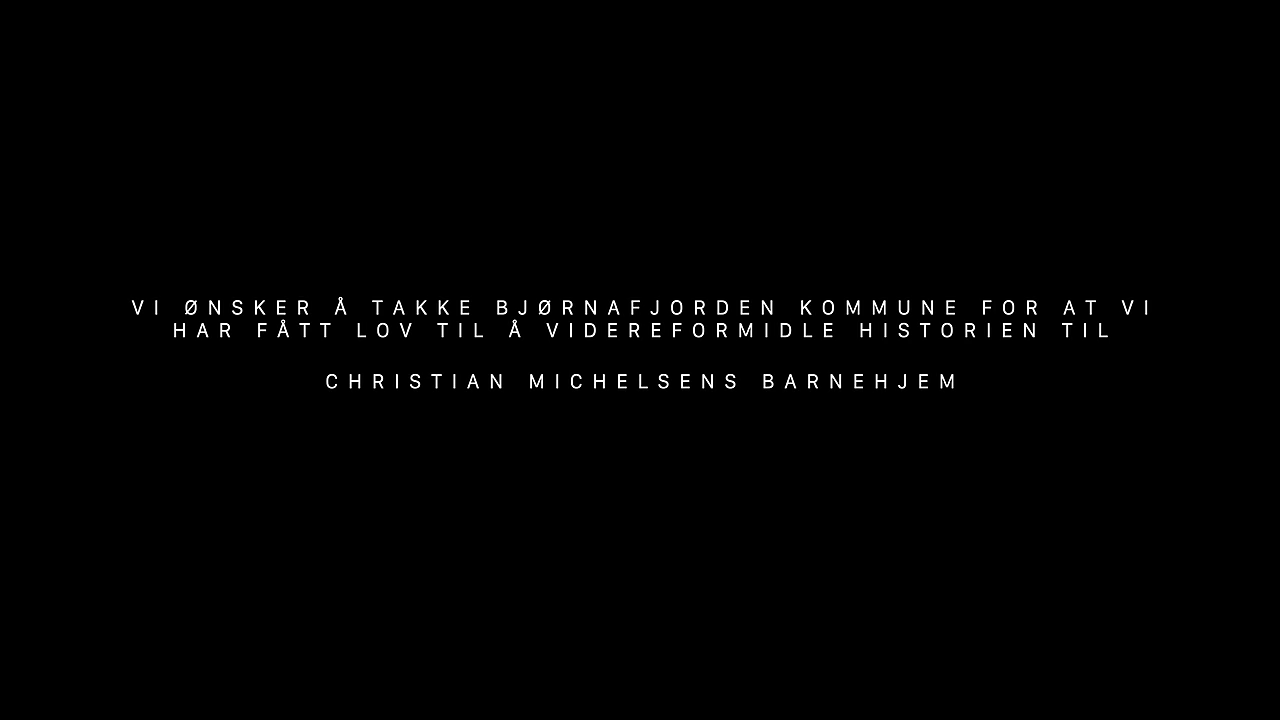 VI ØNSKER Å TAKKE BJØRNAFJORDEN KOMMUNE FOR AT VI
HAR FÅTT LOV TIL Å VIDEREFORMIDLE HISTORIEN TIL
CHRISTIAN MICHELSENS BARNEHJEM